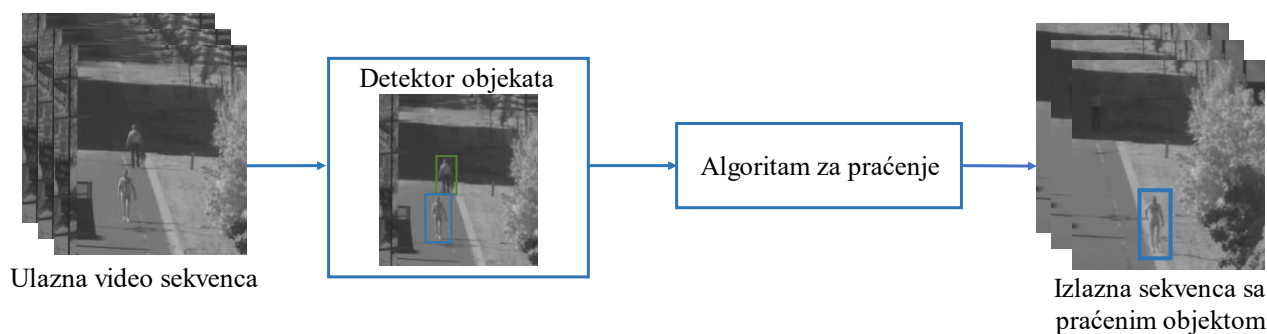 Detektor objekata
Algoritam za praćenje
Ulazna video sekvenca
Izlazna sekvenca sa
praćenim objektom